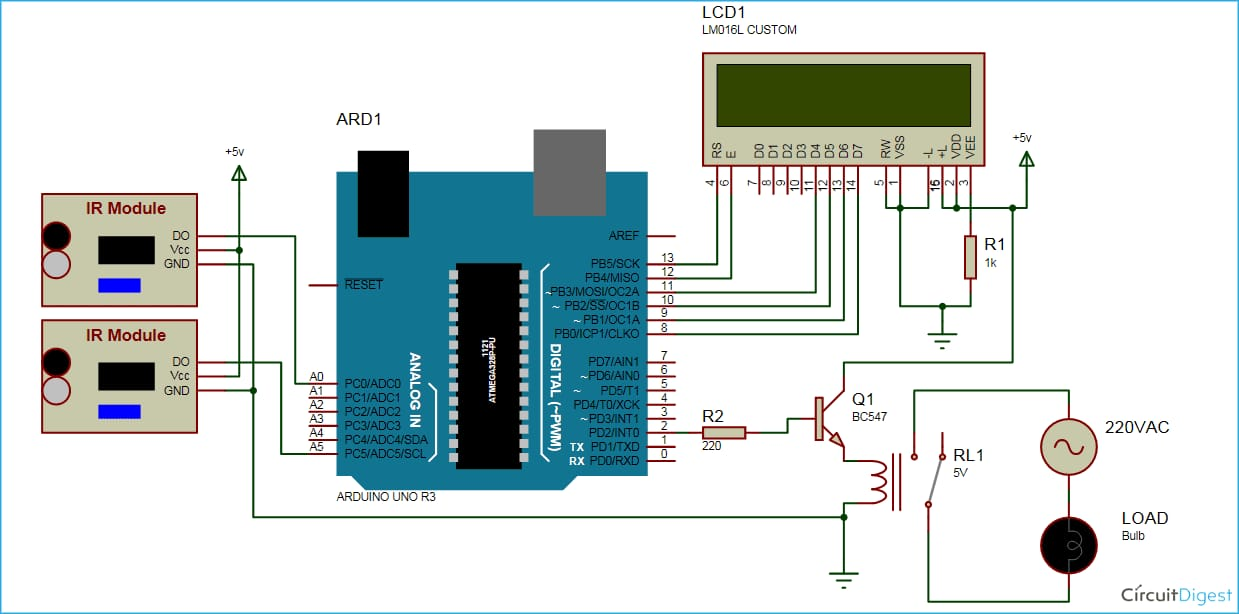 LCD1
LM016L CUSTOM
RS
E
D0
D1
D2
D3
D4
D5
D6
D7
RW
VSS
-L
+L
VDD
VEE
4
6
7
8
9
10
11
12
13
14
5
1
2
3
+5v
R1
1k
+5v
IR Module
DO
Vcc
GND
IR Module
DO
Vcc
GND
ARD1
RESET
A0
A1
A2
A3
A4
A5
PC0/ADC0
PC1/ADC1
PC2/ADC2
PC3/ADC3
PC4/ADC4/SDA
PC5/ADC5/SCL
ANALOG IN
1121
ATMEGA328P-PU
DIGITAL (~PWM)
AREF
PB5/SCK 13
PB4/MISO 12
~PB3/MOSI/OC2A 11
~ PB2/SS/OC1B 10
~ PB1/OC1A 9
PB0/ICP1/CLKO 8
PD7/AIN1 7
~PD6/AIN0 6
~ PD5/T1 5
PD4/T0/XCK 4
~PD3/INT1 3
PD2/INT0 2
TX PD1/TXD 1
RX PD0/RXD 0
ARDUINO UNO R3
R2
220
Q1
BC547
RL1
5V
220VAC
LOAD
Bulb
CircuitDigest